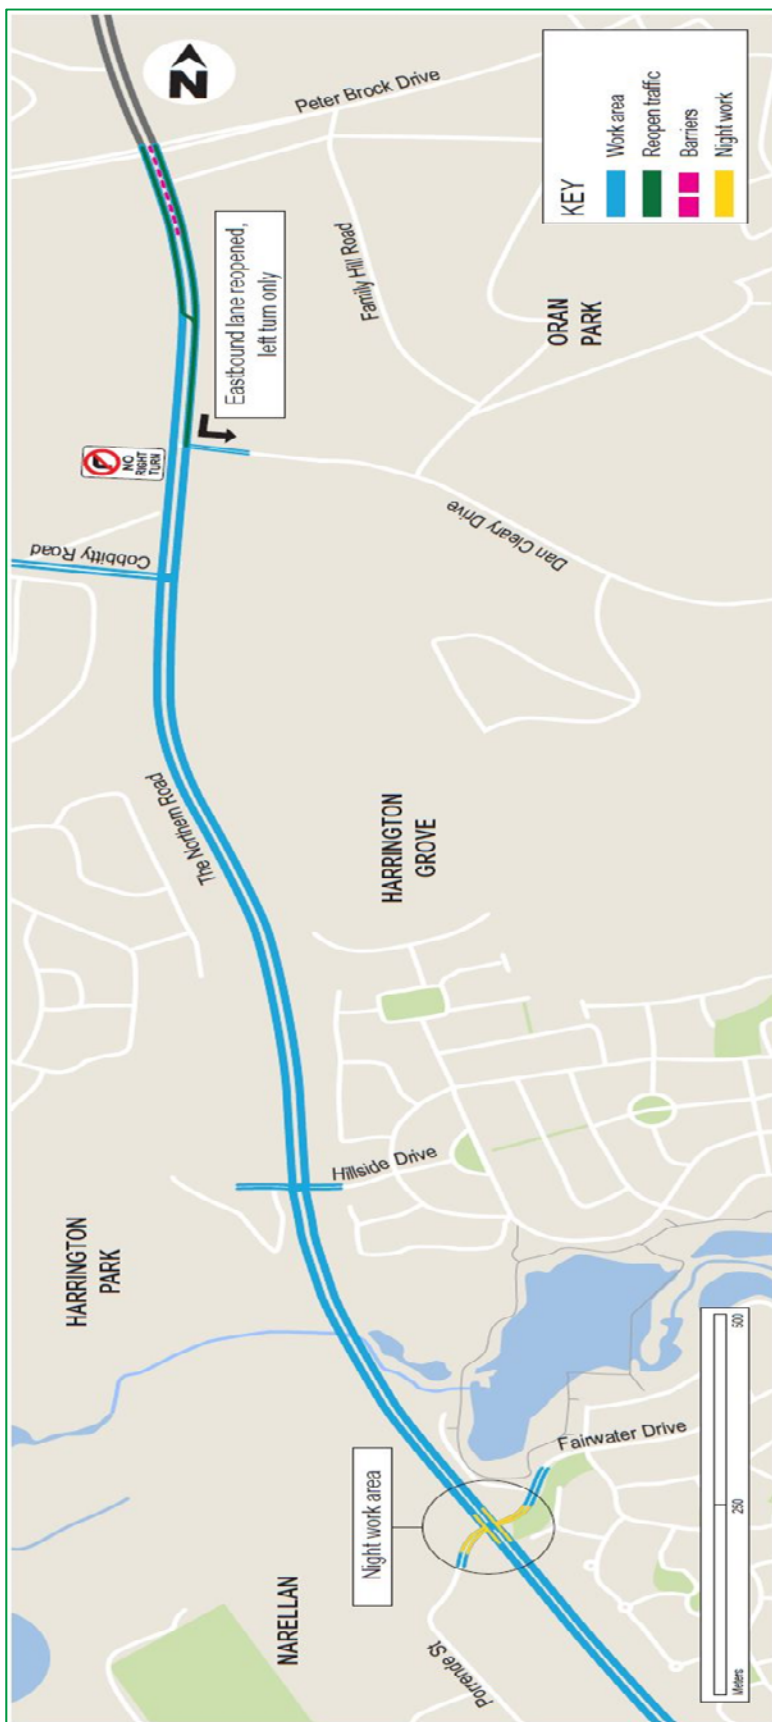 N
Peter Brock Drive
KEY
Work area
Reopen traffic
Barriers
Night work
Eastbound lane reopened,
left turn only
Family Hill Road
ORAN
PARK
NO
RIGHT
TURN
Cobbitty Road
Dan Cleary Drive
The Northern Road
HARRINGTON
GROVE
Hillside Drive
HARRINGTON
PARK
Night work area
Fairwater Drive
NARELLAN
Porrende St
Meters
250
500